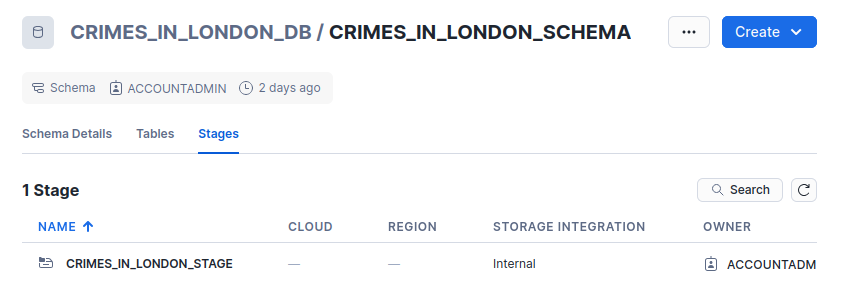 CRIMES_IN_LONDON_DB / CRIMES_IN_LONDON_SCHEMA ... Create
Schema ACCOUNTADMIN 2 days ago
Schema Details Tables Stages
1 Stage Search
NAME CLOUD REGION STORAGE INTEGRATION OWNER
CRIMES_IN_LONDON_STAGE — — Internal ACCOUNTADM